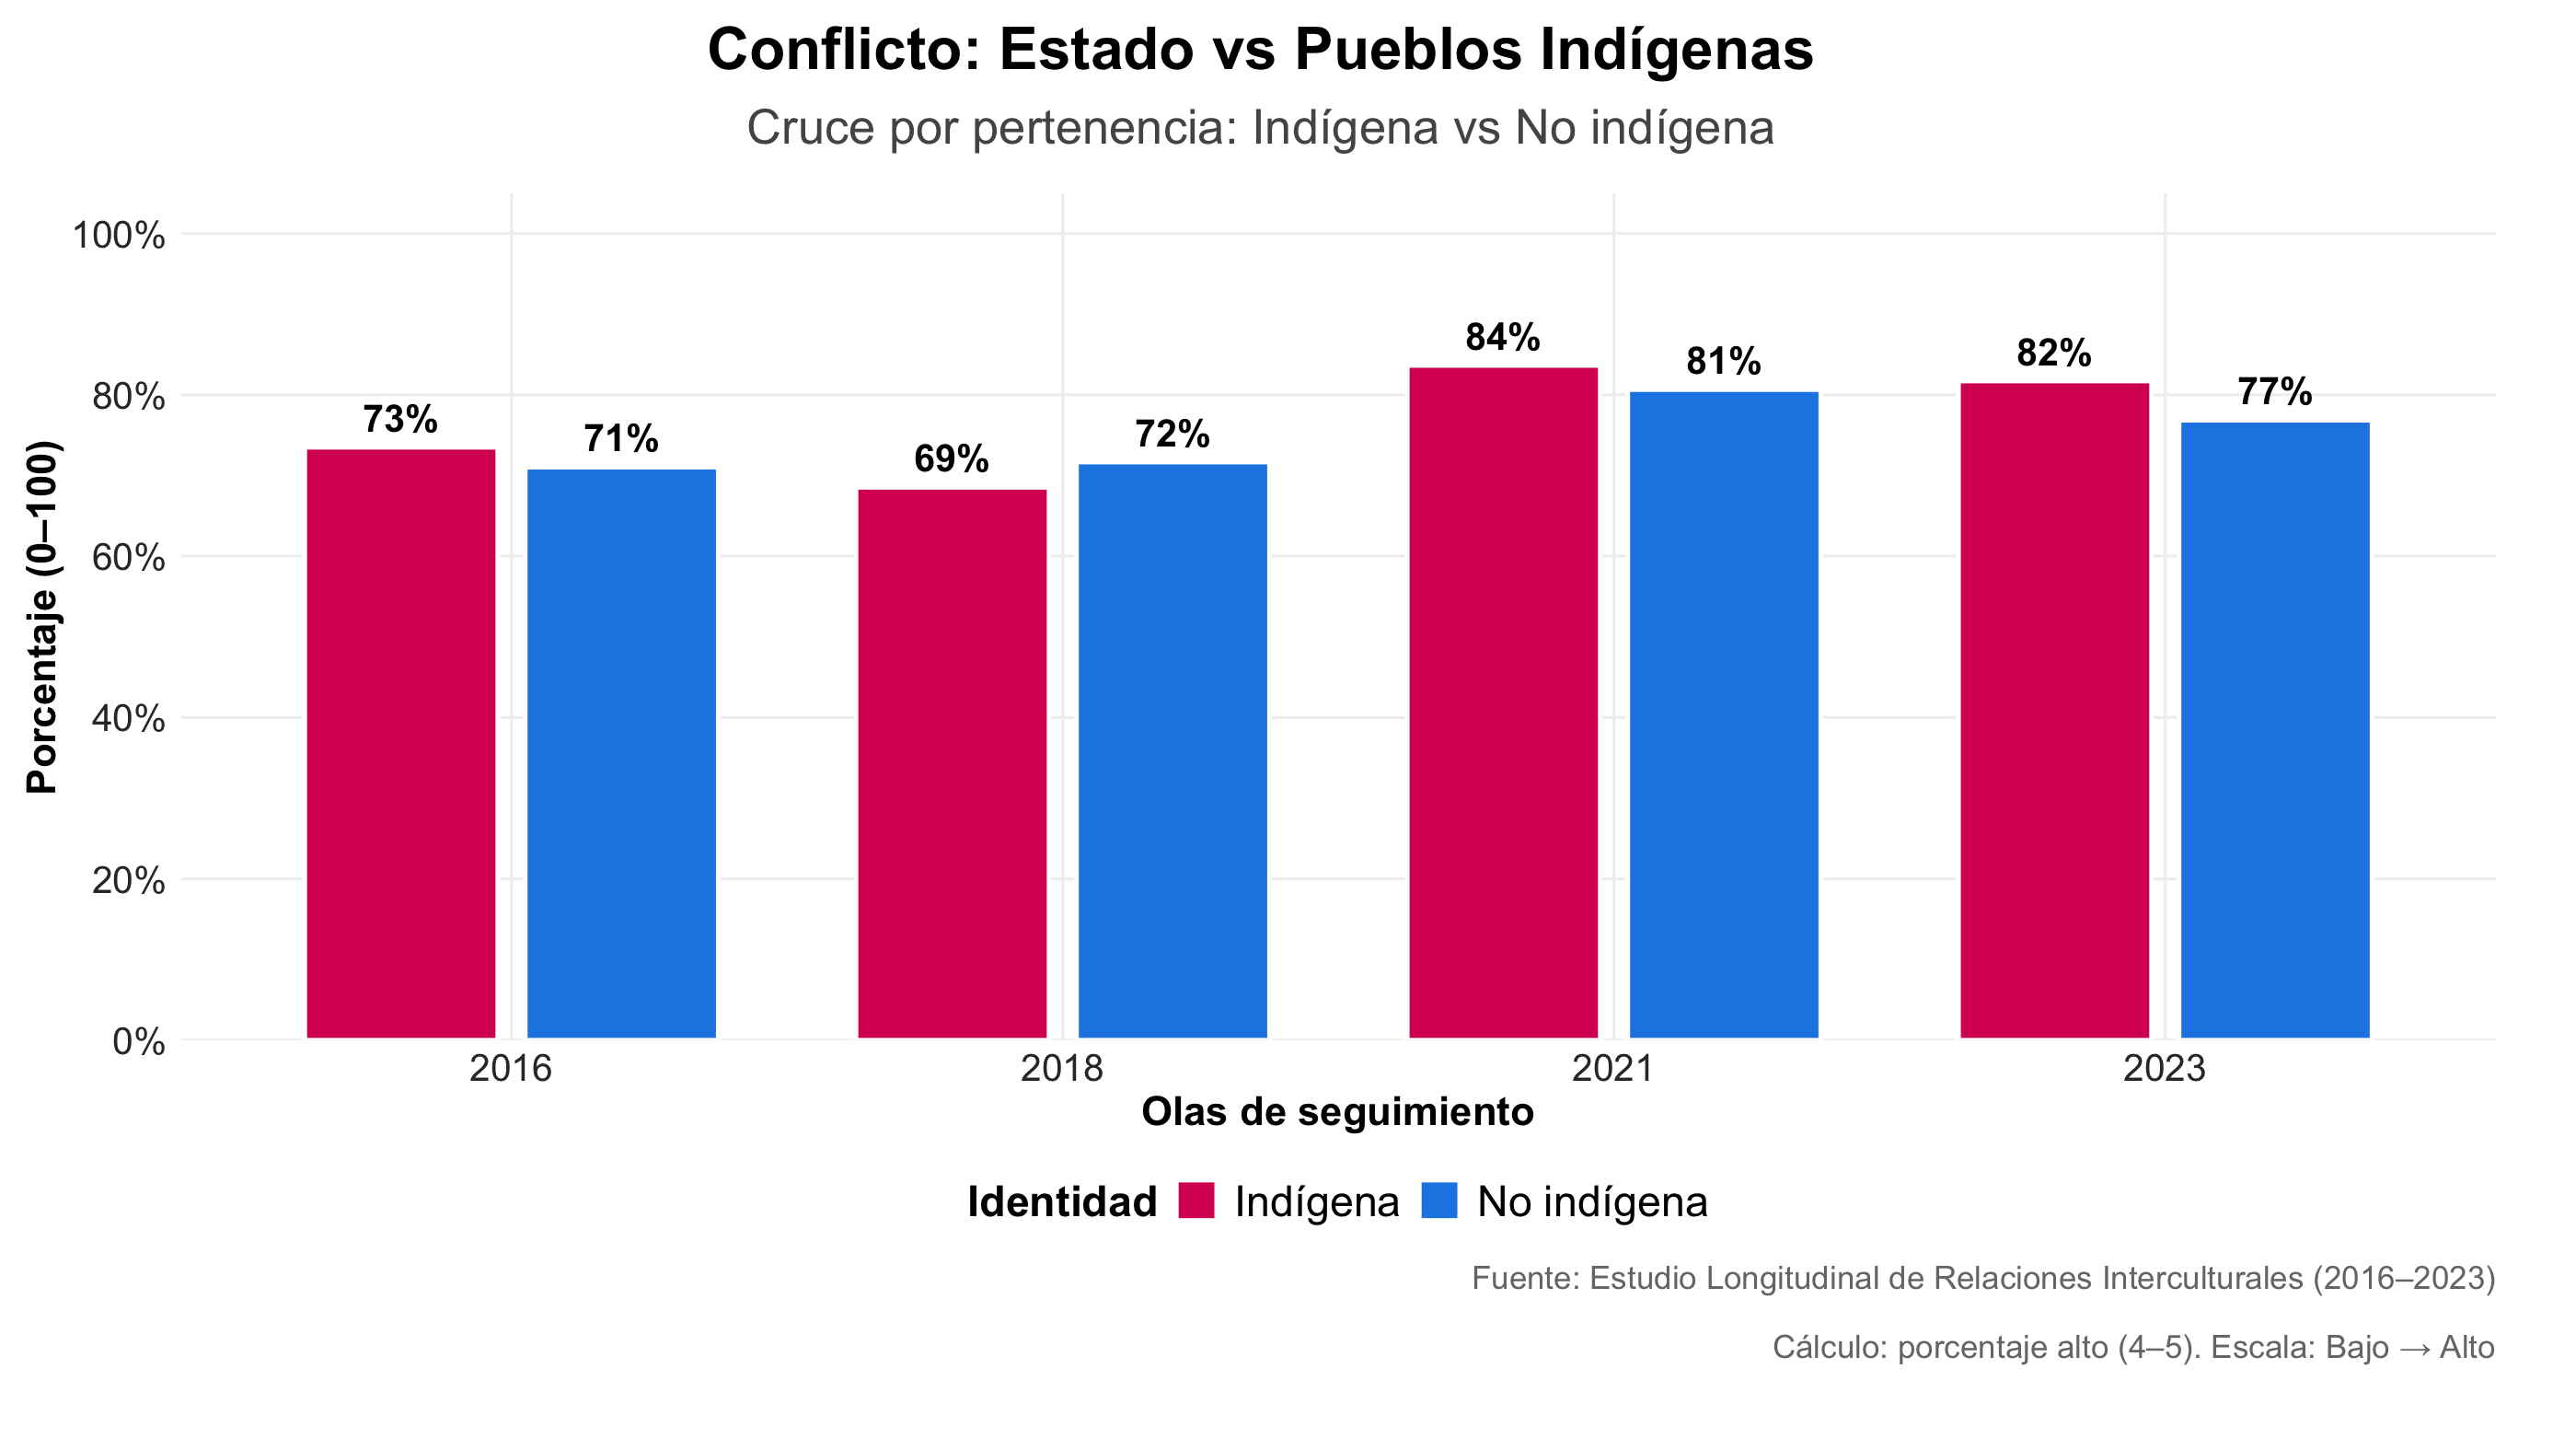 Conflicto: Estado vs Pueblos Indígenas
Cruce por pertenencia: Indígena vs No indígena
Porcentaje (0–100)
100%
80%
60%
40%
20%
0%
73%
71%
69%
72%
84%
81%
82%
77%
2016
2018
2021
2023
Olas de seguimiento
Identidad Indígena No indígena
Fuente: Estudio Longitudinal de Relaciones Interculturales (2016–2023)
Cálculo: porcentaje alto (4–5). Escala: Bajo → Alto